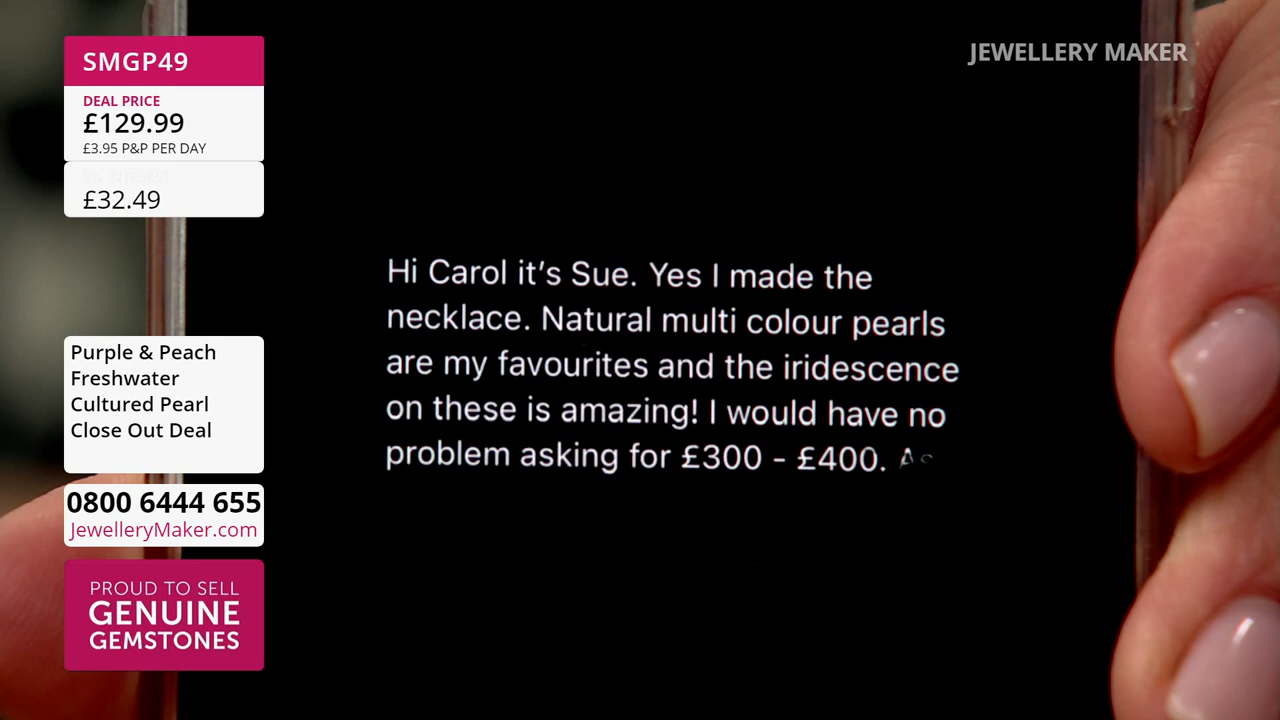 SMGP49
DEAL PRICE
£129.99
£3.95 P&P PER DAY
£32.49
Purple & Peach
Freshwater
Cultured Pearl
Close Out Deal
0800 6444 655
JewelleryMaker.com
PROUD TO SELL
GENUINE
GEMSTONES
JEWELLERY MAKER
Hi Carol it's Sue. Yes I made the
necklace. Natural multi colour pearls
are my favourites and the iridescence
on these is amazing! I would have no
problem asking for £300 - £400.